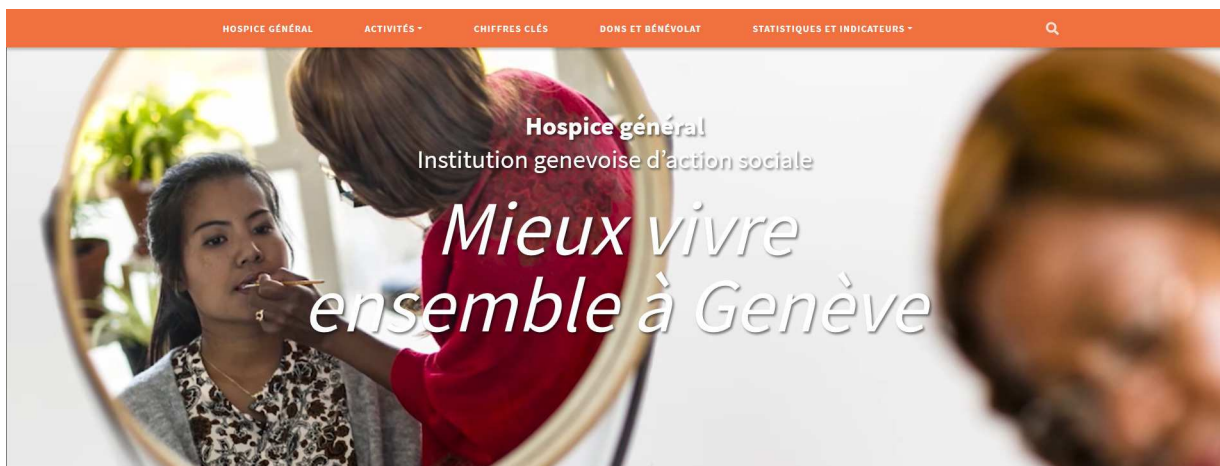 HOSPICE GÉNÉRAL ACTIVITÉS CHIFFRES CLÉS DONS ET BÉNÉVOLAT STATISTIQUES ET INDICATEURS
Hospice général
Institution genevoise d'action sociale
Mieux vivre
ensemble à Genève